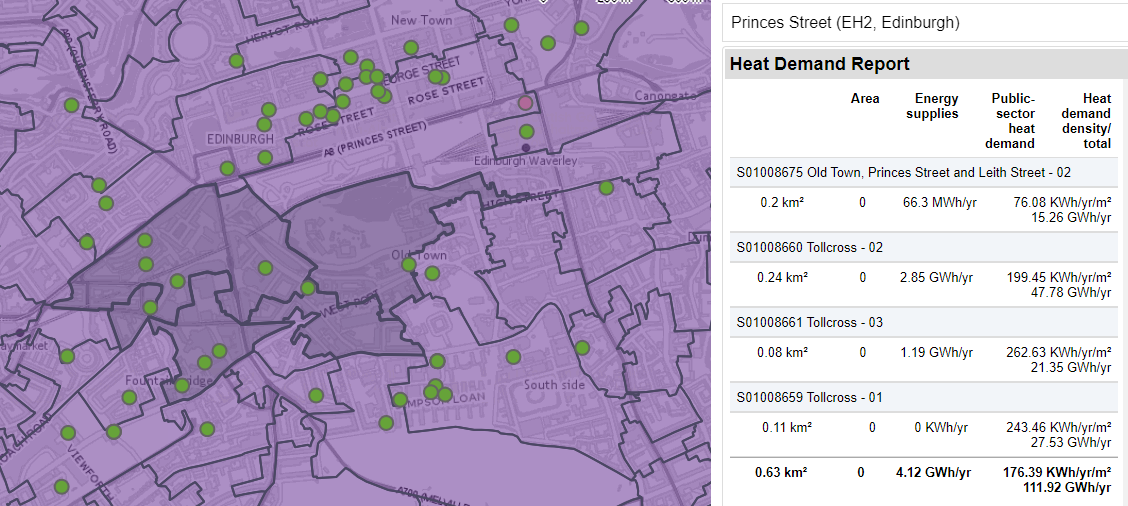 New Town
HERIOT ROW
A90 (QUEENSFERRY ROAD)
GEORGE STREET
ROSE STREET
Canongate
ROSE STREET
EDINBURGH
A8 (PRINCES STREET)
Edinburgh Waverley
HIGH STREET
Old Town
WEST PORT
Fountainbridge
South side
VIEWFORTH
Princes Street (EH2, Edinburgh)
Heat Demand Report
Area Energy Public- Heat
supplies sector demand
heat density/
demand total
S01008675 Old Town, Princes Street and Leith Street - 02
0.2 km² 0 66.3 MWh/yr 76.08 KWh/yr/m²
15.26 GWh/yr
S01008660 Tollcross - 02
0.24 km² 0 2.85 GWh/yr 199.45 KWh/yr/m²
47.78 GWh/yr
S01008661 Tollcross - 03
0.08 km² 0 1.19 GWh/yr 262.63 KWh/yr/m²
21.35 GWh/yr
S01008659 Tollcross - 01
0.11 km² 0 0 KWh/yr 243.46 KWh/yr/m²
27.53 GWh/yr
0.63 km² 0 4.12 GWh/yr 176.39 KWh/yr/m²
111.92 GWh/yr